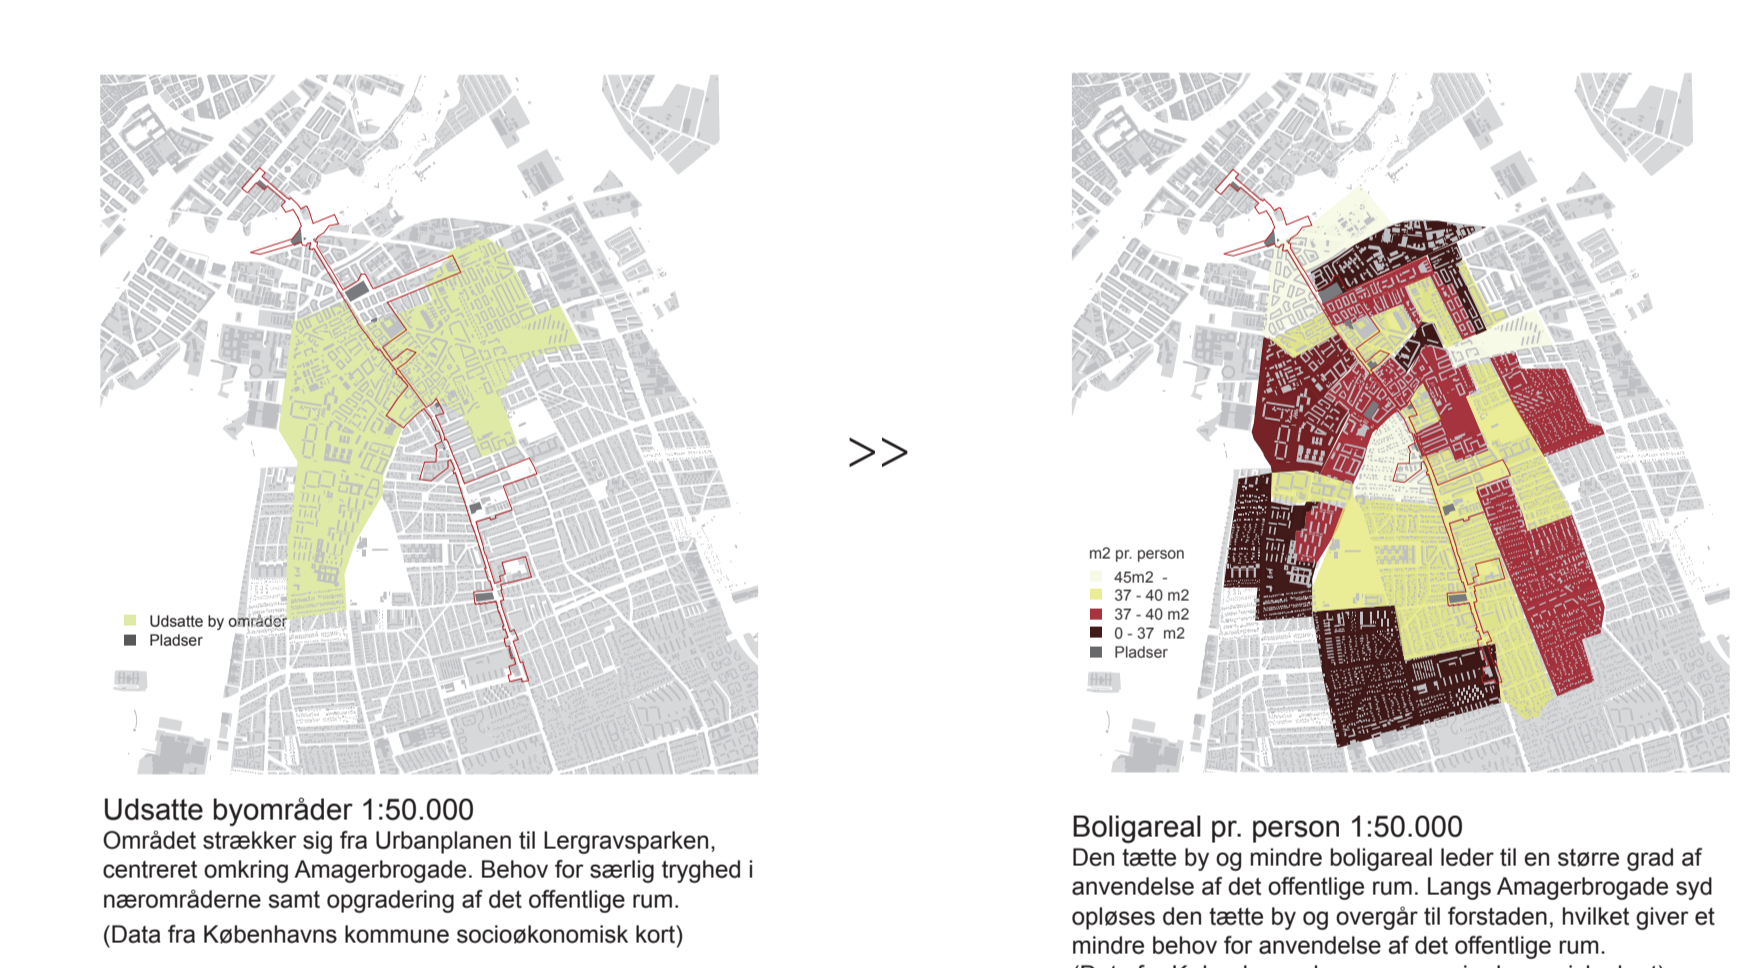 Udsatte by områder
Pladser
Udsatte byområder 1:50.000
Området strækker sig fra Urbanplanen til Lergravsparken,
centreret omkring Amagerbrogade. Behov for særlig tryghed i
nærområderne samt opgradering af det offentlige rum.
(Data fra Københavns kommune socioøkonomisk kort)
>>
m2 pr. person
45m2 -
37 - 40 m2
37 - 40 m2
0 - 37 m2
Pladser
Boligareal pr. person 1:50.000
Den tætte by og mindre boligareal leder til en større grad af
anvendelse af det offentlige rum. Langs Amagerbrogade syd
opløses den tætte by og overgår til forstaden, hvilket giver et
mindre behov for anvendelse af det offentlige rum.